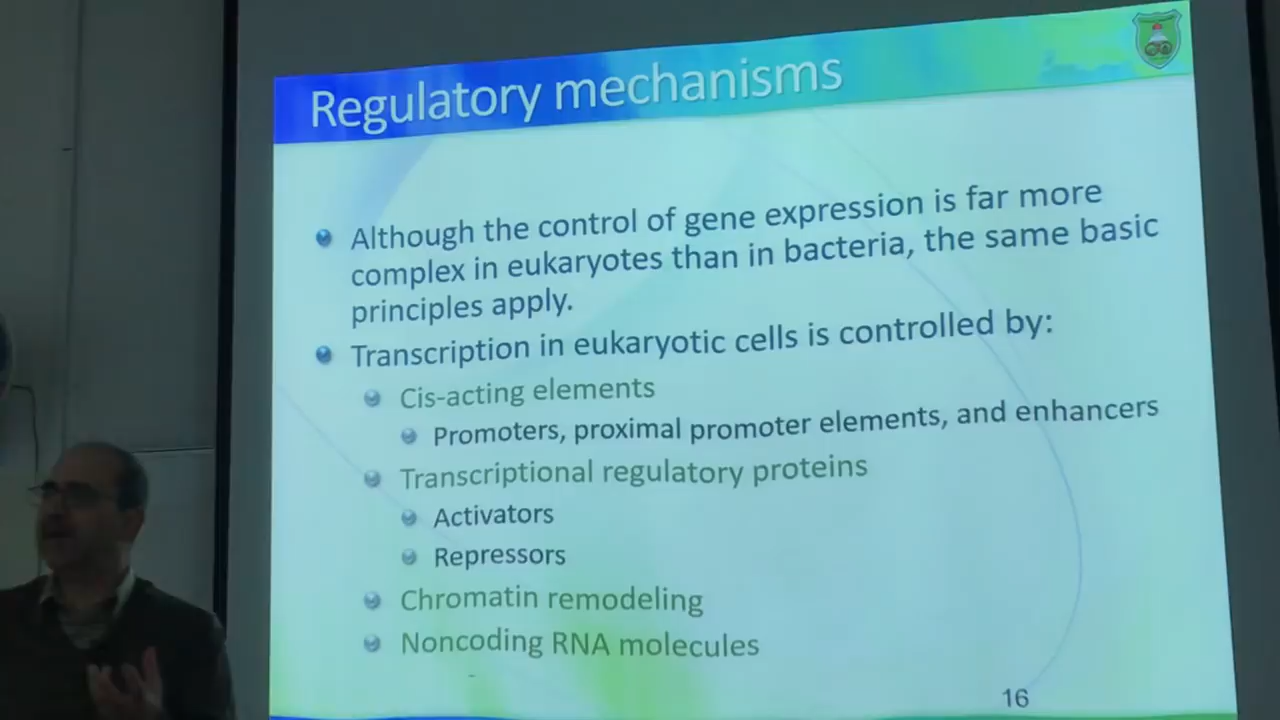 Regulatory mechanisms
Although the control of gene expression is far more
complex in eukaryotes than in bacteria, the same basic
principles apply.
Transcription in eukaryotic cells is controlled by:
Cis-acting elements
Promoters, proximal promoter elements, and enhancers
Transcriptional regulatory proteins
Activators
Repressors
Chromatin remodeling
Noncoding RNA molecules
16